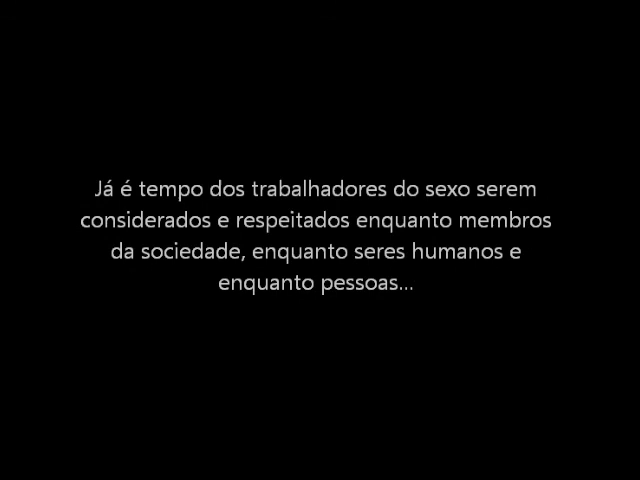 Já é tempo dos trabalhadores do sexo serem
considerados e respeitados enquanto membros
da sociedade, enquanto seres humanos e
enquanto pessoas...